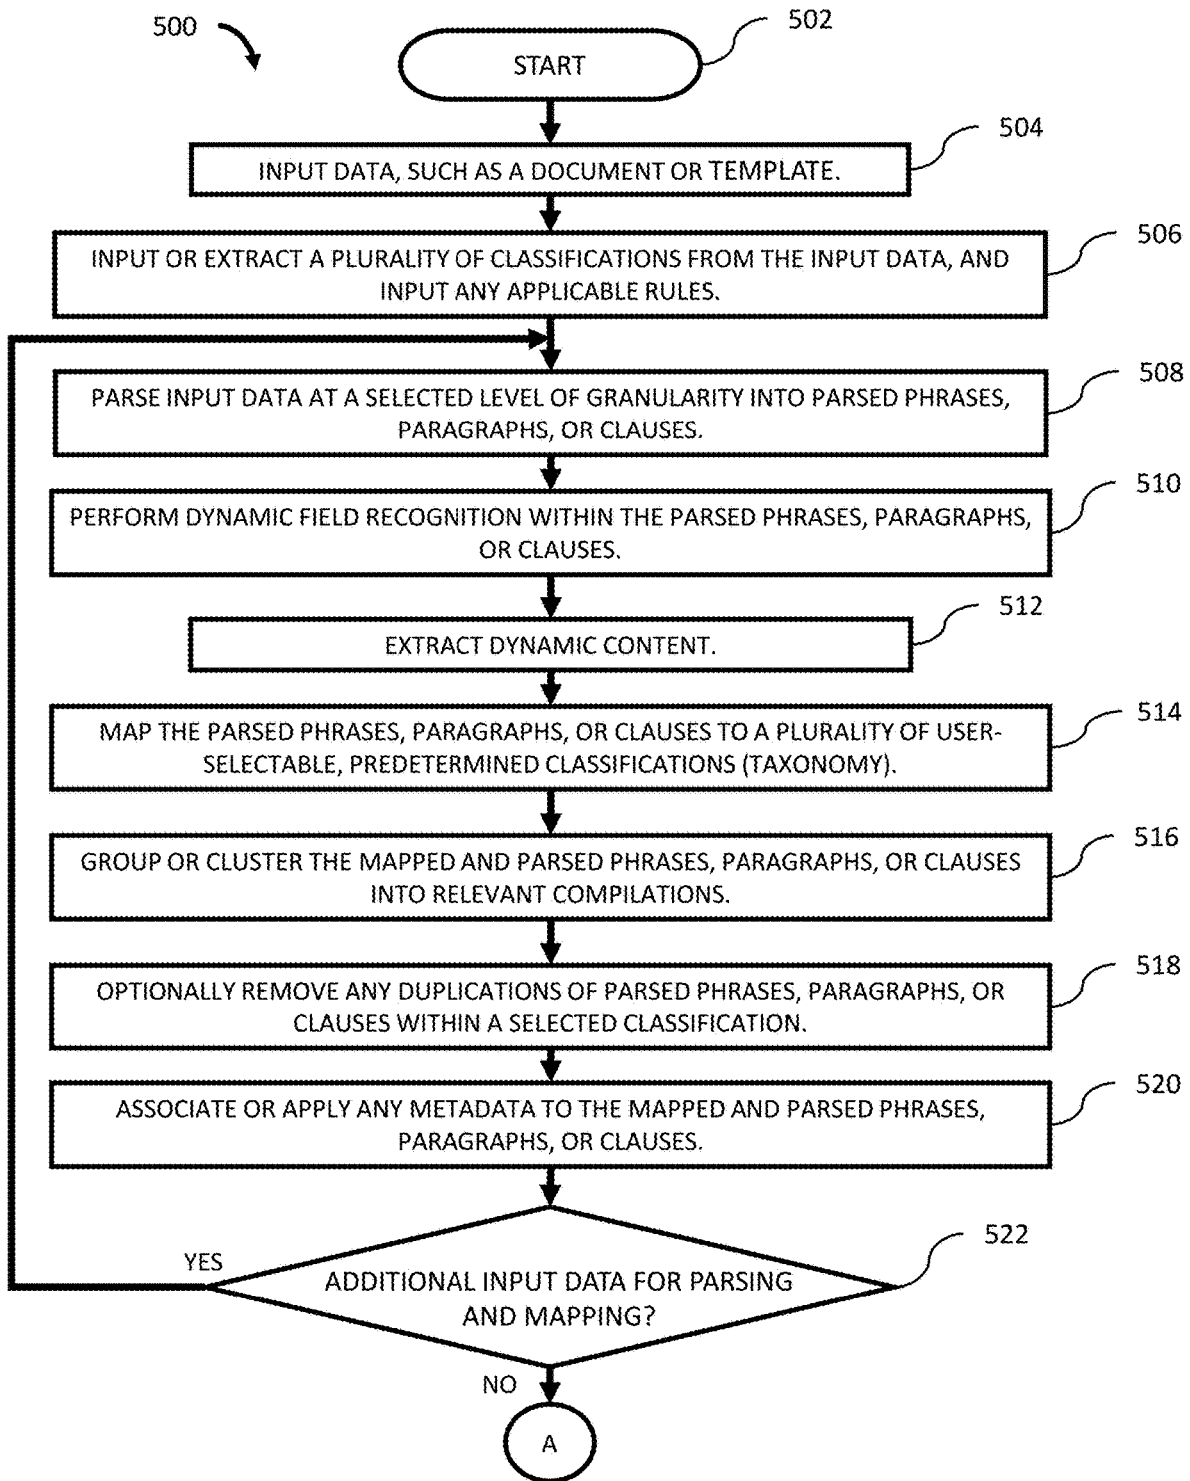 500
502
START
504
INPUT DATA, SUCH AS A DOCUMENT OR TEMPLATE.
506
INPUT OR EXTRACT A PLURALITY OF CLASSIFICATIONS FROM THE INPUT DATA, AND
INPUT ANY APPLICABLE RULES.
508
PARSE INPUT DATA AT A SELECTED LEVEL OF GRANULARITY INTO PARSED PHRASES,
PARAGRAPHS, OR CLAUSES.
510
PERFORM DYNAMIC FIELD RECOGNITION WITHIN THE PARSED PHRASES, PARAGRAPHS,
OR CLAUSES.
512
EXTRACT DYNAMIC CONTENT.
514
MAP THE PARSED PHRASES, PARAGRAPHS, OR CLAUSES TO A PLURALITY OF USER-
SELECTABLE, PREDETERMINED CLASSIFICATIONS (TAXONOMY).
516
GROUP OR CLUSTER THE MAPPED AND PARSED PHRASES, PARAGRAPHS, OR CLAUSES
INTO RELEVANT COMPILATIONS.
518
OPTIONALLY REMOVE ANY DUPLICATIONS OF PARSED PHRASES, PARAGRAPHS, OR
CLAUSES WITHIN A SELECTED CLASSIFICATION.
520
ASSOCIATE OR APPLY ANY METADATA TO THE MAPPED AND PARSED PHRASES,
PARAGRAPHS, OR CLAUSES.
522
YES
ADDITIONAL INPUT DATA FOR PARSING
AND MAPPING?
NO
A